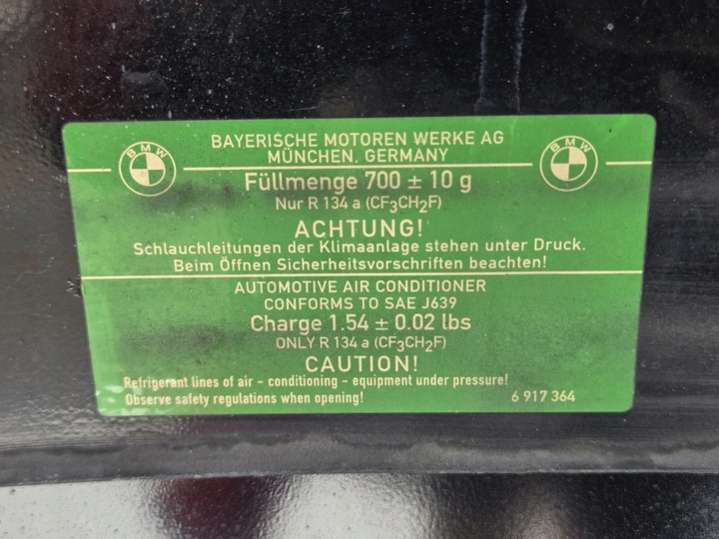 BAYERISCHE MOTOREN WERKE AG
MÜNCHEN, GERMANY
BMW
BMW
Füllmenge 700 ± 10 g
Nur R 134 a (CF₃CH₂F)
ACHTUNG!
Schlauchleitungen der Klimaanlage stehen unter Druck.
Beim Öffnen Sicherheitsvorschriften beachten!
AUTOMOTIVE AIR CONDITIONER
CONFORMS TO SAE J639
Charge 1.54 ± 0.02 lbs
ONLY R 134 a (CF₃CH₂F)
CAUTION!
Refrigerant lines of air - conditioning - equipment under pressure!
Observe safety regulations when opening!
6 917 364